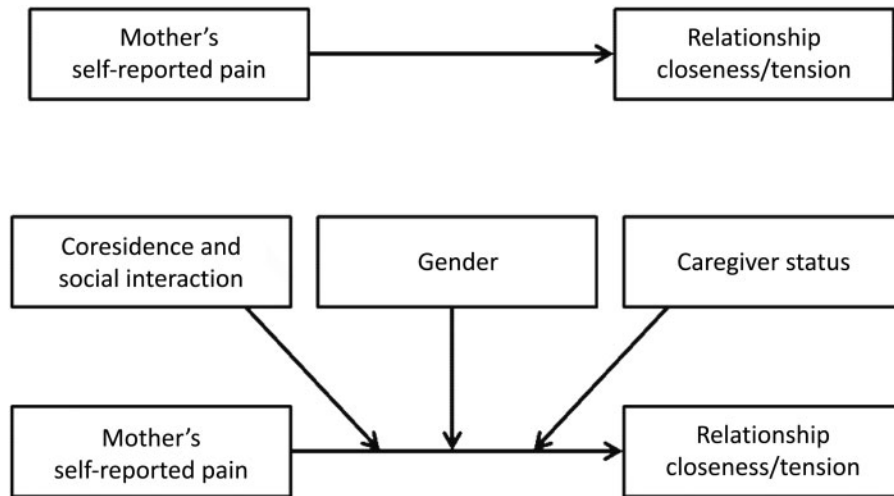 Mother’s
self-reported pain
Relationship
closeness/tension
Coresidence and
social interaction
Gender
Caregiver status
Mother’s
self-reported pain
Relationship
closeness/tension